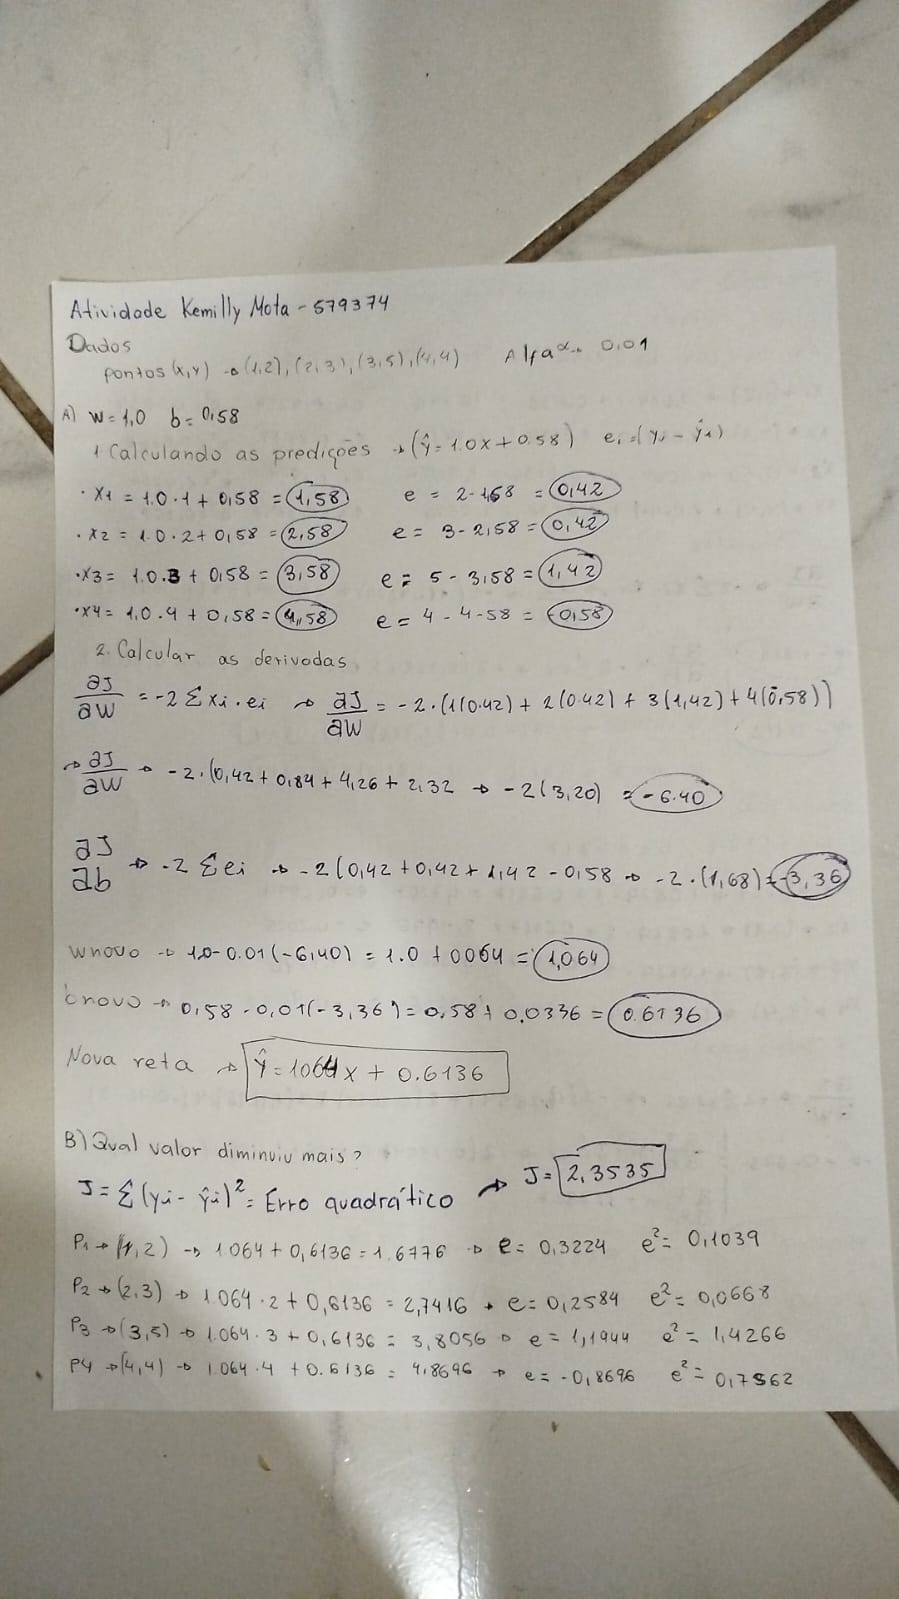 Atividade Kemilly Mota - 579374
Dados
pontos (x,y) → (1,2), (2,3), (3,5), (4,4) Alfa α = 0,01
A) w = 1,0 b = 0,58
1 Calculando as predições → (ŷ = 1.0x + 0.58) ei = (yi - ŷi)
· x1 = 1.0 · 1 + 0,58 = 1,58 e = 2 - 1,58 = 0,42
· x2 = 1.0 · 2 + 0,58 = 2,58 e = 3 - 2,58 = 0,42
· x3 = 1.0 · 3 + 0,58 = 3,58 e = 5 - 3,58 = 1,42
· x4 = 1,0 · 4 + 0,58 = 4,58 e = 4 - 4-58 = -0,58
2. Calcular as derivadas
∂J/∂w = -2 Σ xi · ei → ∂J/∂w = -2 · (1(0.42) + 2(0.42) + 3(1,42) + 4(-0,58))
→ ∂J/∂w → -2 · (0,42 + 0,84 + 4,26 + 2,32 → -2(3,20) = -6.40
∂J/∂b → -2 Σ ei → -2(0,42 + 0,42 + 1,42 - 0,58 → -2 · (1,68) = -3,36
wnovo → 1,0 - 0.01(-6,40) = 1.0 + 0064 = 1,064
bnovo → 0,58 - 0,01(-3,36) = 0,58 + 0,0336 = 0.6136
Nova reta → ŷ = 1064x + 0.6136
B) Qual valor diminuiu mais?
J = Σ (yi - ŷi)² = Erro quadrático → J = 2,3535
P1 → (1,2) → 1.064 + 0,6136 = 1.6776 → e = 0,3224 e² = 0,1039
P2 → (2,3) → 1.064 · 2 + 0,6136 = 2,7416 → e = 0,2584 e² = 0,0668
P3 → (3,5) → 1.064 · 3 + 0,6136 = 3,8056 → e = 1,1944 e² = 1,4266
P4 → (4,4) → 1.064 · 4 + 0.6136 = 4,8696 → e = -0,8696 e² = 0,7562